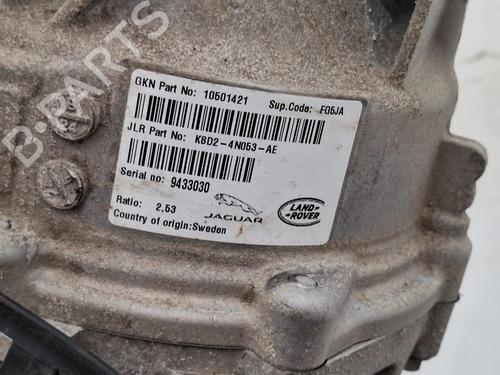 B-PARTS
GKN Part No: 10501421 Sup.Code: FG5JA
JLR Part No: K8D2-4N053-AE
Serial no: 9433030
Ratio: 2,53
JAGUAR
LAND ROVER
Country of origin:Sweden